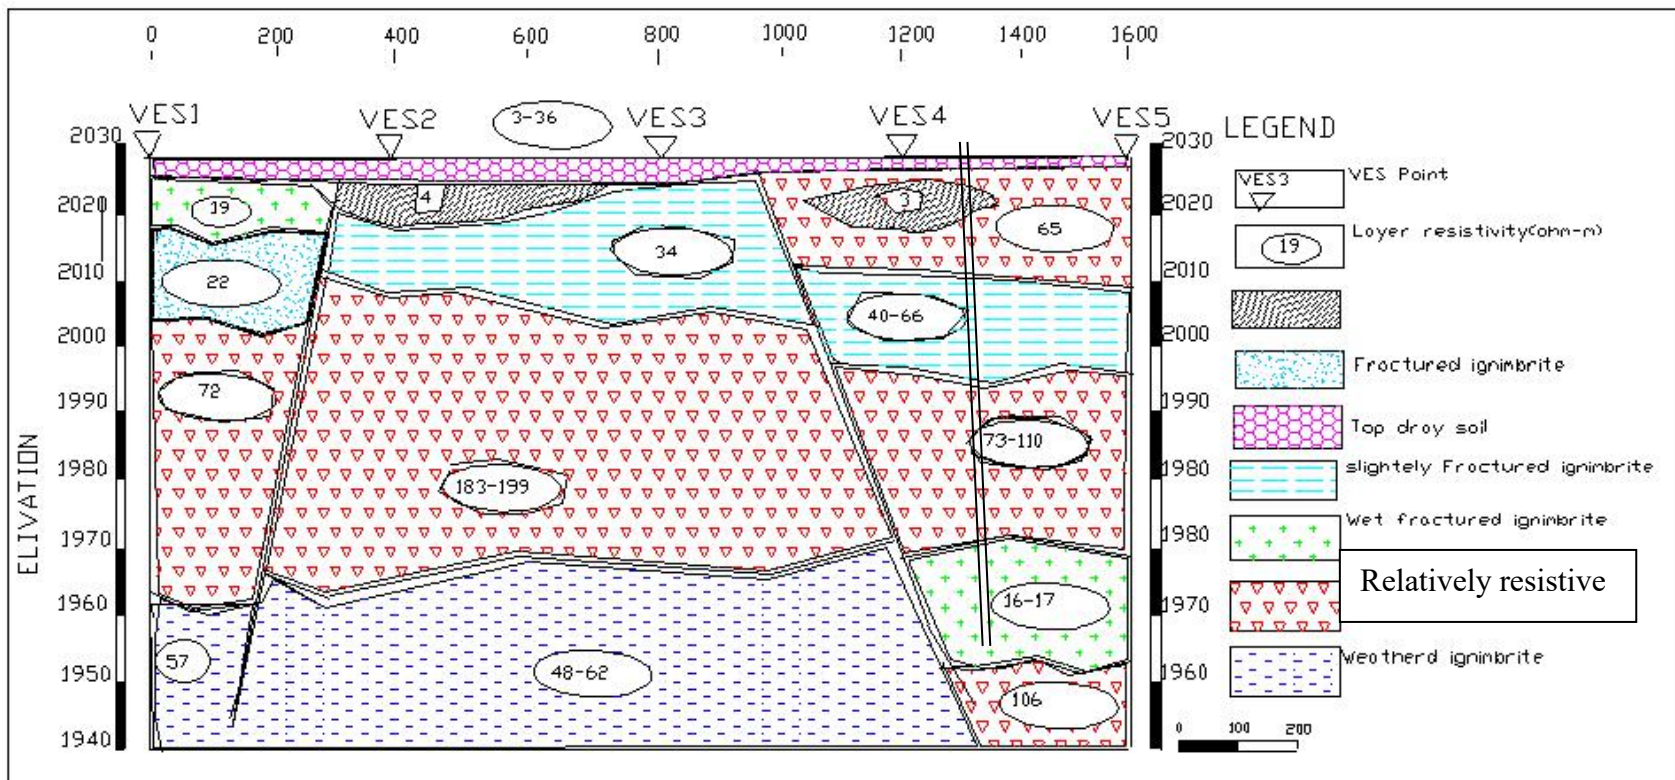 0 200 400 600 800 1000 1200 1400 1600
VES1 VES2 3-36 VES3 VES4 VES5
LEGEND
2030
2020
2010
2000
1990
1980
1970
1960
1950
1940
ELIVATION
19
22
72
57
4
34
183-199
48-62
3
65
40-66
73-110
16-17
106
2030
2020
2010
2000
1990
1980
1980
1970
1960
VES3 VES Point
19 Layer resistivity(ohm-m)
Fractured ignimbrite
Top dray soil
slightely Fractured ignimbrite
Wet fractured ignimbrite
Relatively resistive
Weatherd ignimbrite
0 100 200